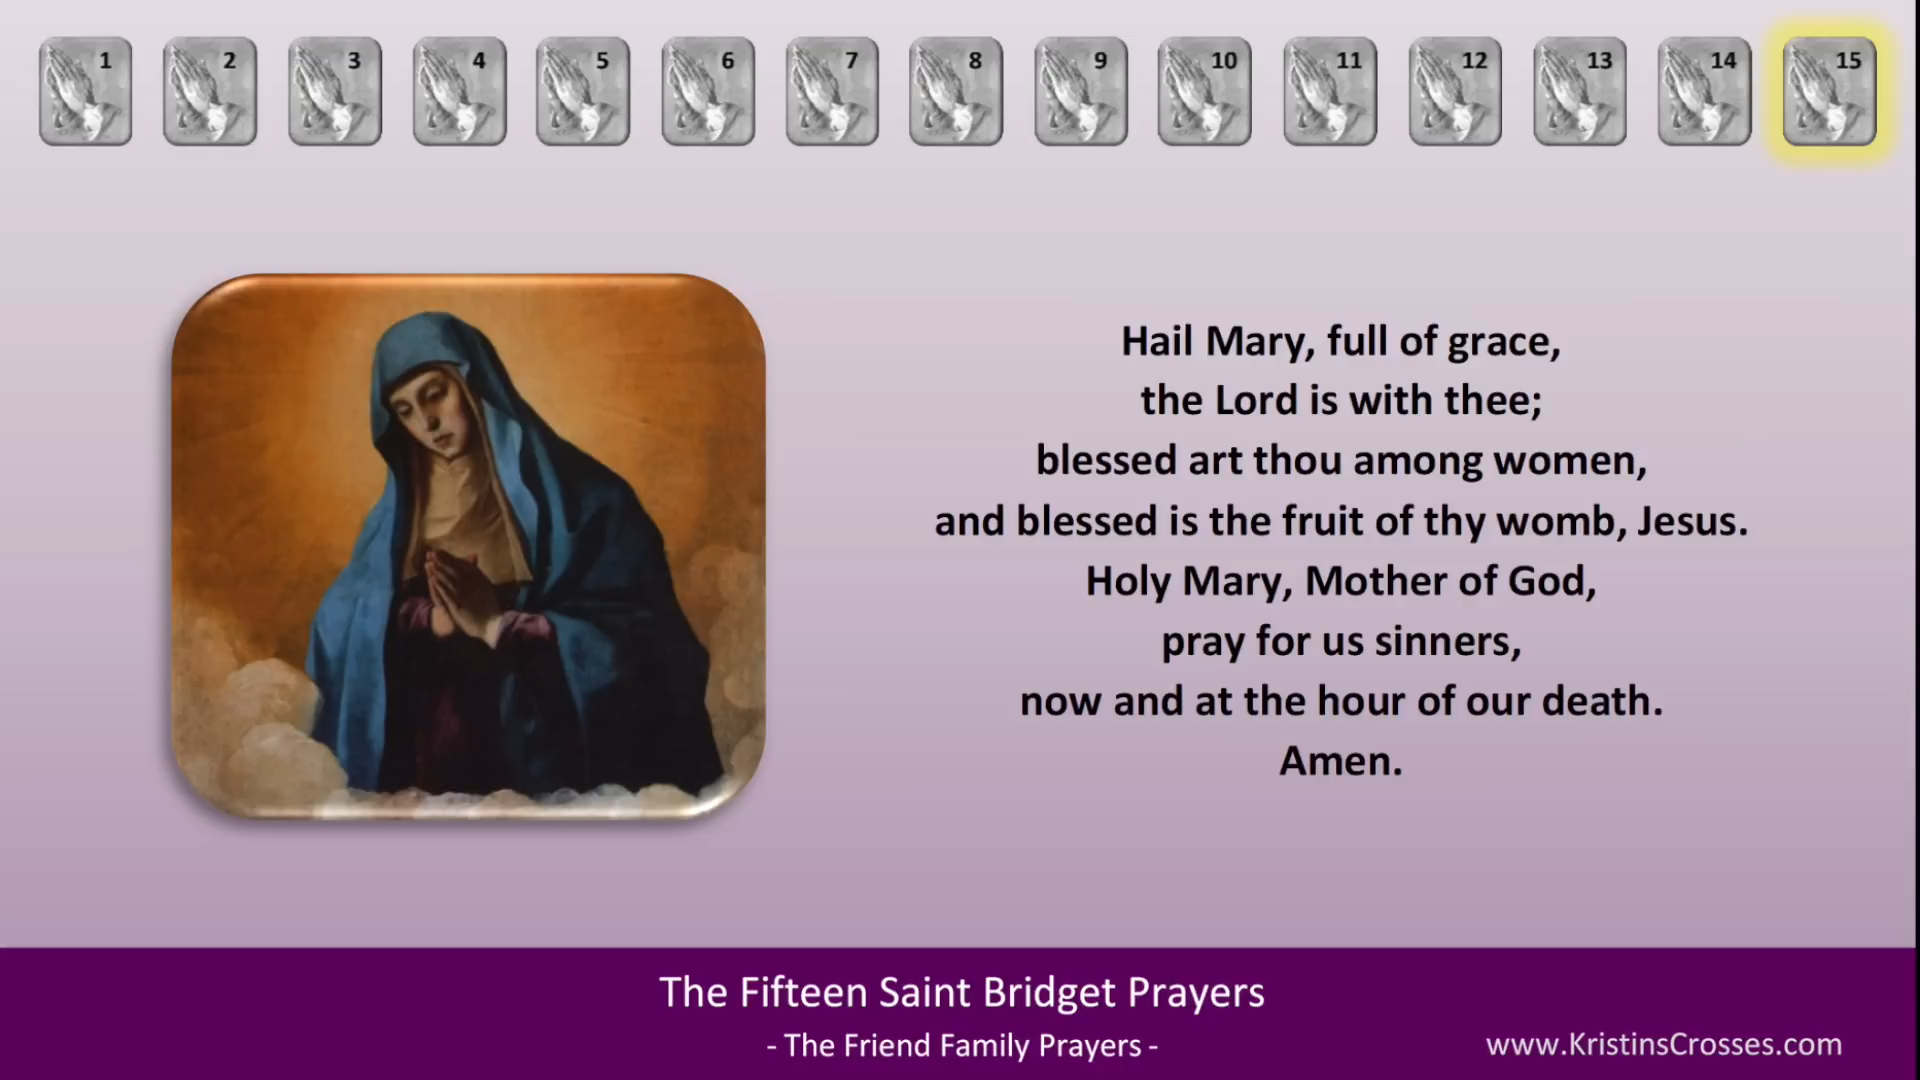 1 2 3 4 5 6 7 8 9 10 11 12 13 14 15
Hail Mary, full of grace,
the Lord is with thee;
blessed art thou among women,
and blessed is the fruit of thy womb, Jesus.
Holy Mary, Mother of God,
pray for us sinners,
now and at the hour of our death.
Amen.
The Fifteen Saint Bridget Prayers
- The Friend Family Prayers -
www.KristinsCrosses.com